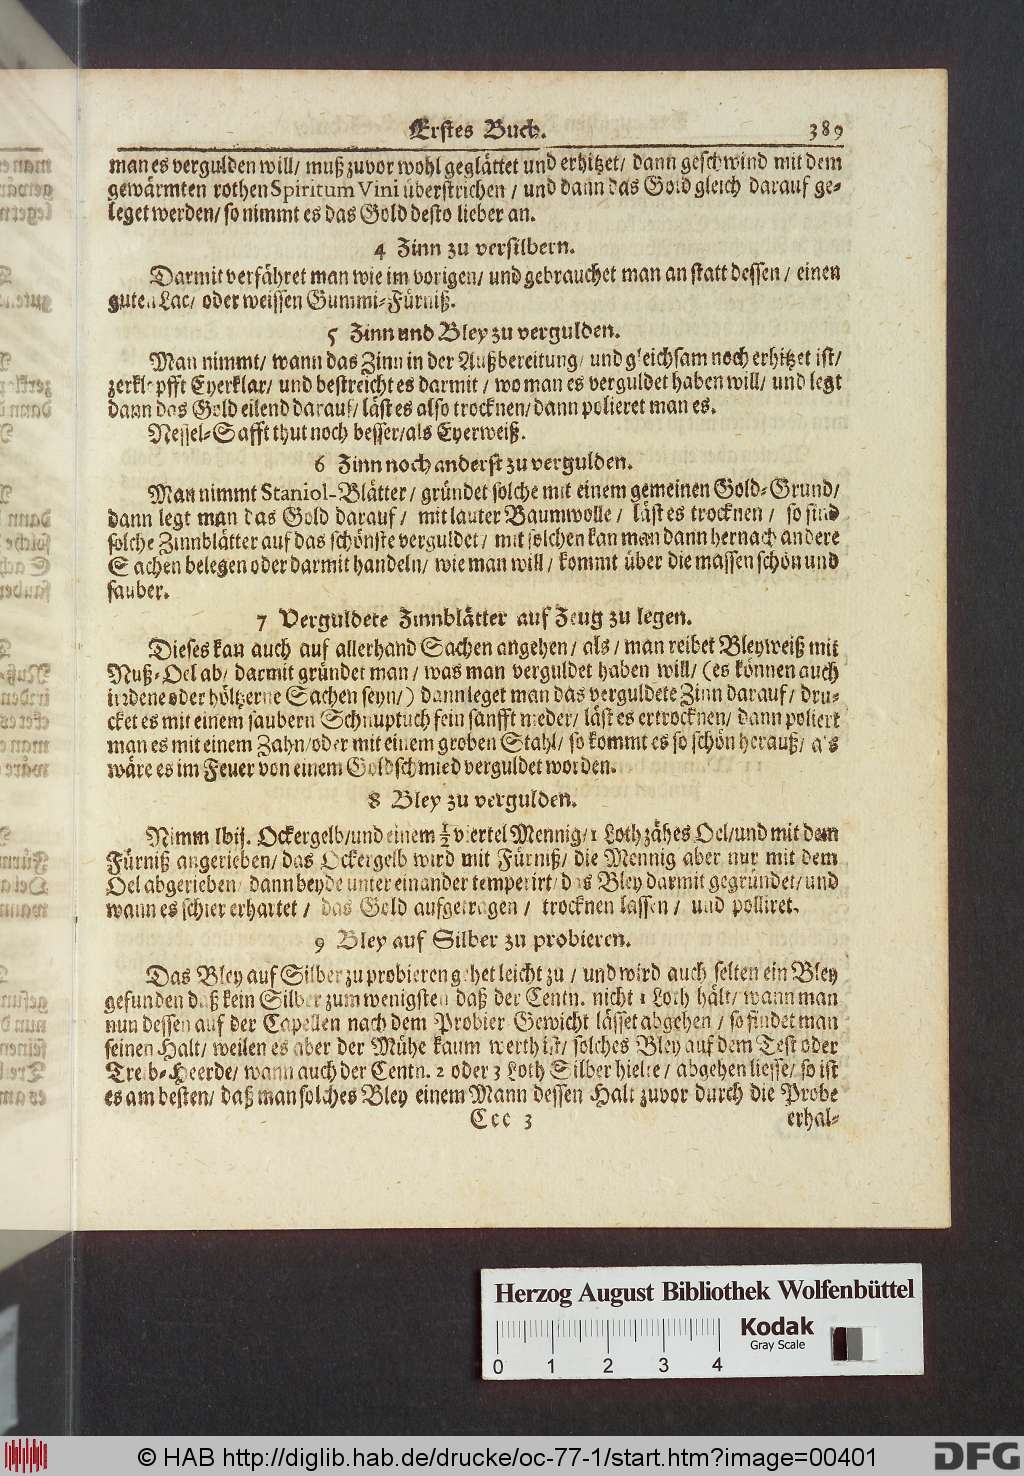 Erstes Buch. 389
man es vergulden will/ muß zuvor wohl geglättet und erhitzet/ dann geschwind mit dem
gewärmten rothen Spiritum Vini überstrichen/ und dann das Gold gleich darauf ge-
leget werden/ so nimmt es das Gold desto lieber an.
4 Zinn zu versilbern.
Darmit verfähret man wie im vorigen/ und gebrauchet man an statt dessen/ einen
guten Lac/ oder weissen Gummi-Fürniß.
5 Zinn und Bley zu vergulden.
Man nimmt/ wann das Zinn in der Außbereitung/ und gleichsam noch erhitzet ist/
zerklopfft Eyerklar/ und bestreicht es darmit/ wo man es verguldet haben will/ und legt
dann das Gold eilend darauf/ läst es also trocknen/ dann polieret man es.
Nessel-Safft thut noch besser/als Eyerweiß.
6 Zinn noch anderst zu vergulden.
Man nimmt Staniol-Blätter/ gründet solche mit einem gemeinen Gold-Grund/
dann legt man das Gold darauf/ mit lauter Baumwolle/ läst es trocknen/ so sind
solche Zinnblätter auf das schönste verguldet/ mit solchen kan man dann hernach andere
Sachen belegen oder darmit handeln/ wie man will/ kommt über die massen schön und
sauber.
7 Verguldete Zinnblätter auf Zeug zu legen.
Dieses kan auch auf allerhand Sachen angehen/ als/ man reibet Bleyweiß mit
Nuß-Oel ab/ darmit gründet man/ was man verguldet haben will/ (es können auch
irdene oder höltzerne Sachen seyn/) dann leget man das verguldete Zinn darauf/ dru-
cket es mit einem saubern Schnuptuch fein sanfft nieder/ läst es ertrocknen/ dann poliert
man es mit einem Zahn/oder mit einem groben Stahl/ so kommt es so schön herauß/ als
wäre es im Feuer von einem Goldschmied verguldet worden.
8 Bley zu vergulden.
Nimm lbij. Ockergelb/und einem ½ viertel Mennig/1 Loth zähes Oel/und mit dem
Fürniß angerieben/ das Ockergelb wird mit Fürniß/ die Mennig aber nur mit dem
Oel abgerieben/ dann beyde unter einander temperirt/ das Bley darmit gegründet/ und
wann es schier erhartet/ das Gold aufgetragen/ trocknen lassen/ und polliret.
9 Bley auf Silber zu probieren.
Das Bley auf Silber zu probieren gehet leicht zu/ und wird auch selten ein Bley
gefunden daß kein Silber zum wenigsten daß der Centn. nicht 1 Loth hält/ wann man
nun dessen auf der Capellen nach dem Probier Gewicht lässet abgehen/ so findet man
seinen Halt/ weilen es aber der Mühe kaum werth ist/ solches Bley auf dem Test oder
Treib-Heerde/ wann auch der Centn. 2 oder 3 Loth Silber hielte/ abgehen liesse/ so ist
es am besten/ daß man solches Bley einem Mann dessen Halt zuvor durch die Probe
Ccc 3 erhal-
Herzog August Bibliothek Wolfenbüttel
Kodak
Gray Scale
0 1 2 3 4
© HAB http://diglib.hab.de/drucke/oc-77-1/start.htm?image=00401
DFG